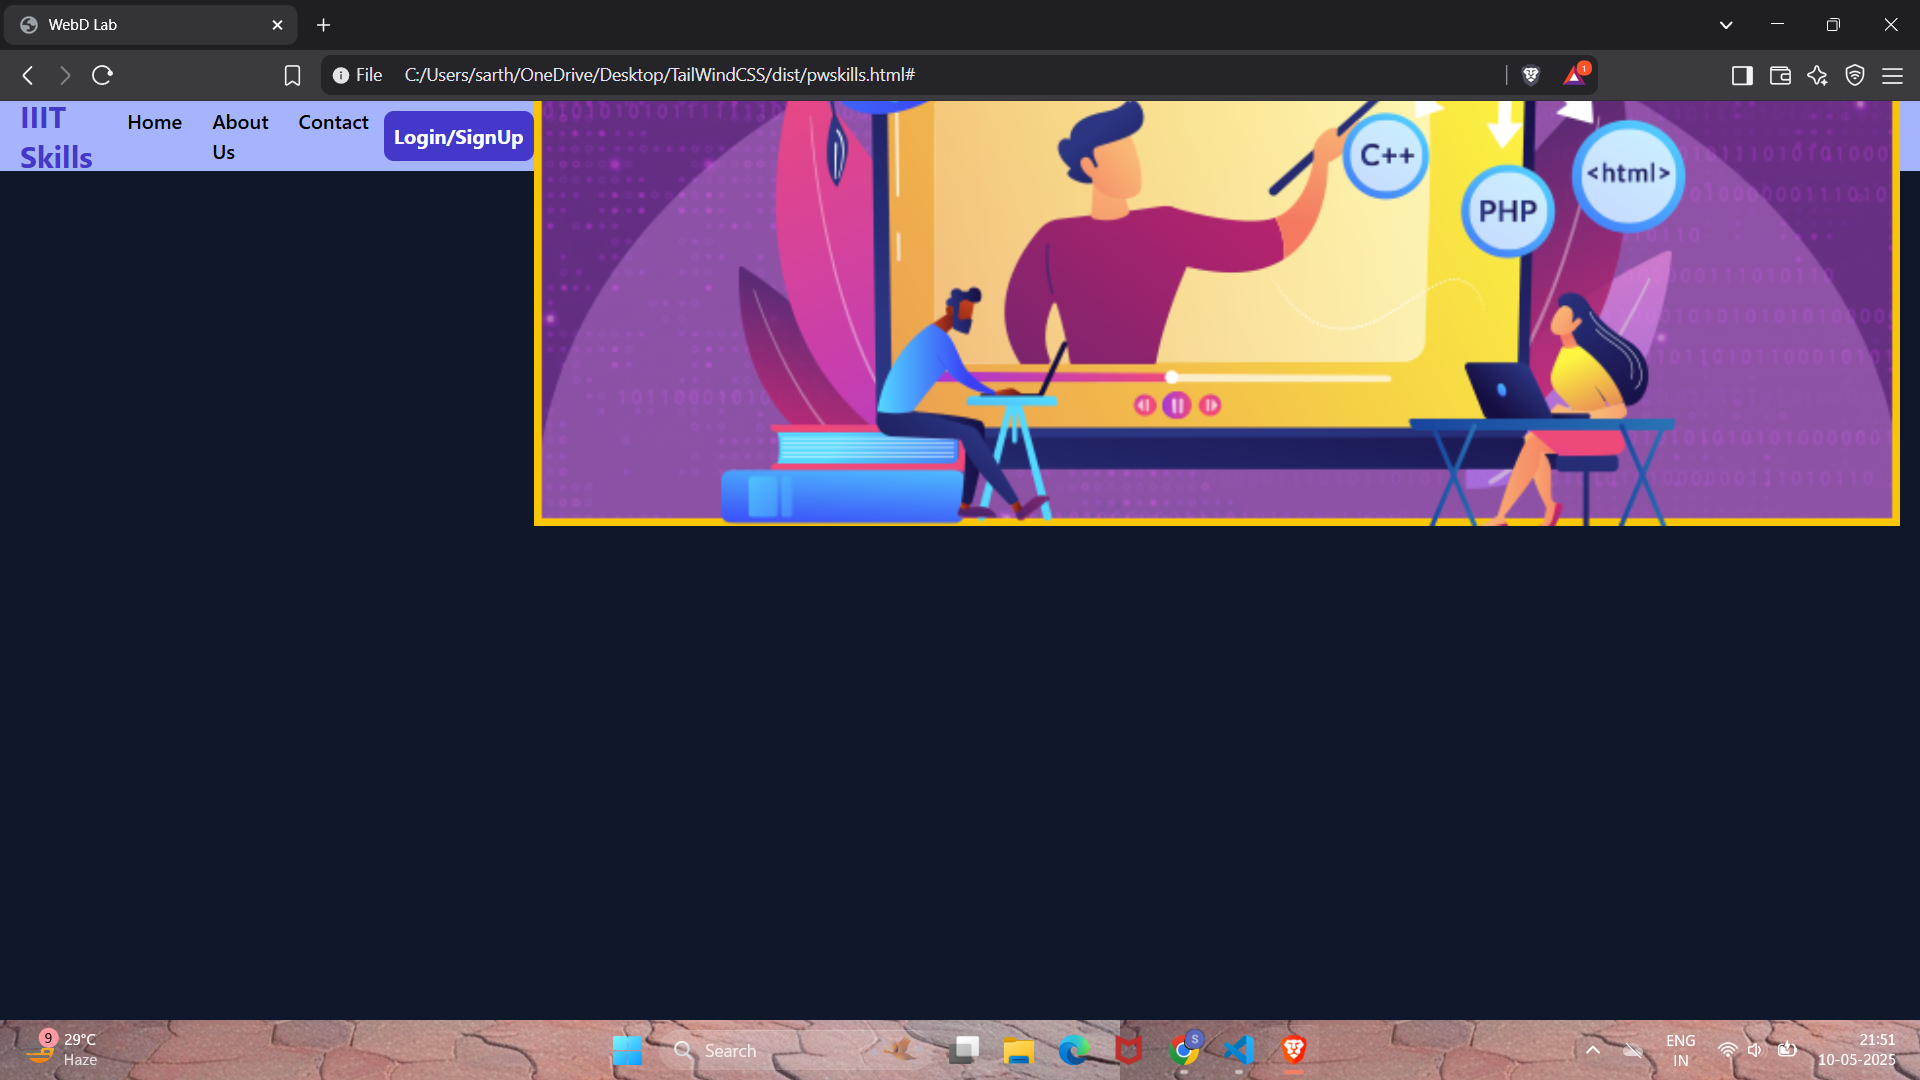 WebD Lab
File C:/Users/sarth/OneDrive/Desktop/TailWindCSS/dist/pwskills.html#
1
IIIT
Skills
Home
About
Us
Contact
Login/SignUp
C++
PHP
<html>
9
29°C
Haze
Search
S
ENG
IN
21:51
10-05-2025